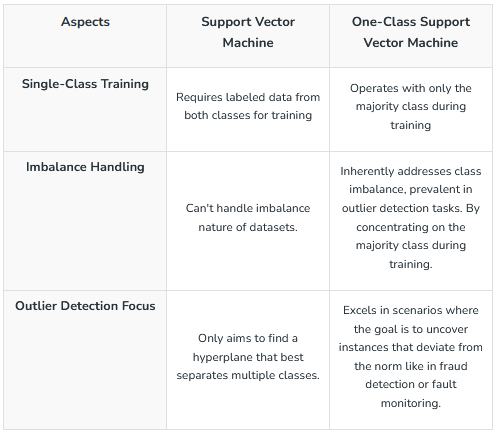 Aspects
Support Vector
Machine
One-Class Support
Vector Machine
Single-Class Training
Requires labeled data from
both classes for training
Operates with only the
majority class during
training
Imbalance Handling
Can't handle imbalance
nature of datasets.
Inherently addresses class
imbalance, prevalent in
outlier detection tasks. By
concentrating on the
majority class during
training.
Outlier Detection Focus
Only aims to find a
hyperplane that best
separates multiple classes.
Excels in scenarios where
the goal is to uncover
instances that deviate from
the norm like in fraud
detection or fault
monitoring.